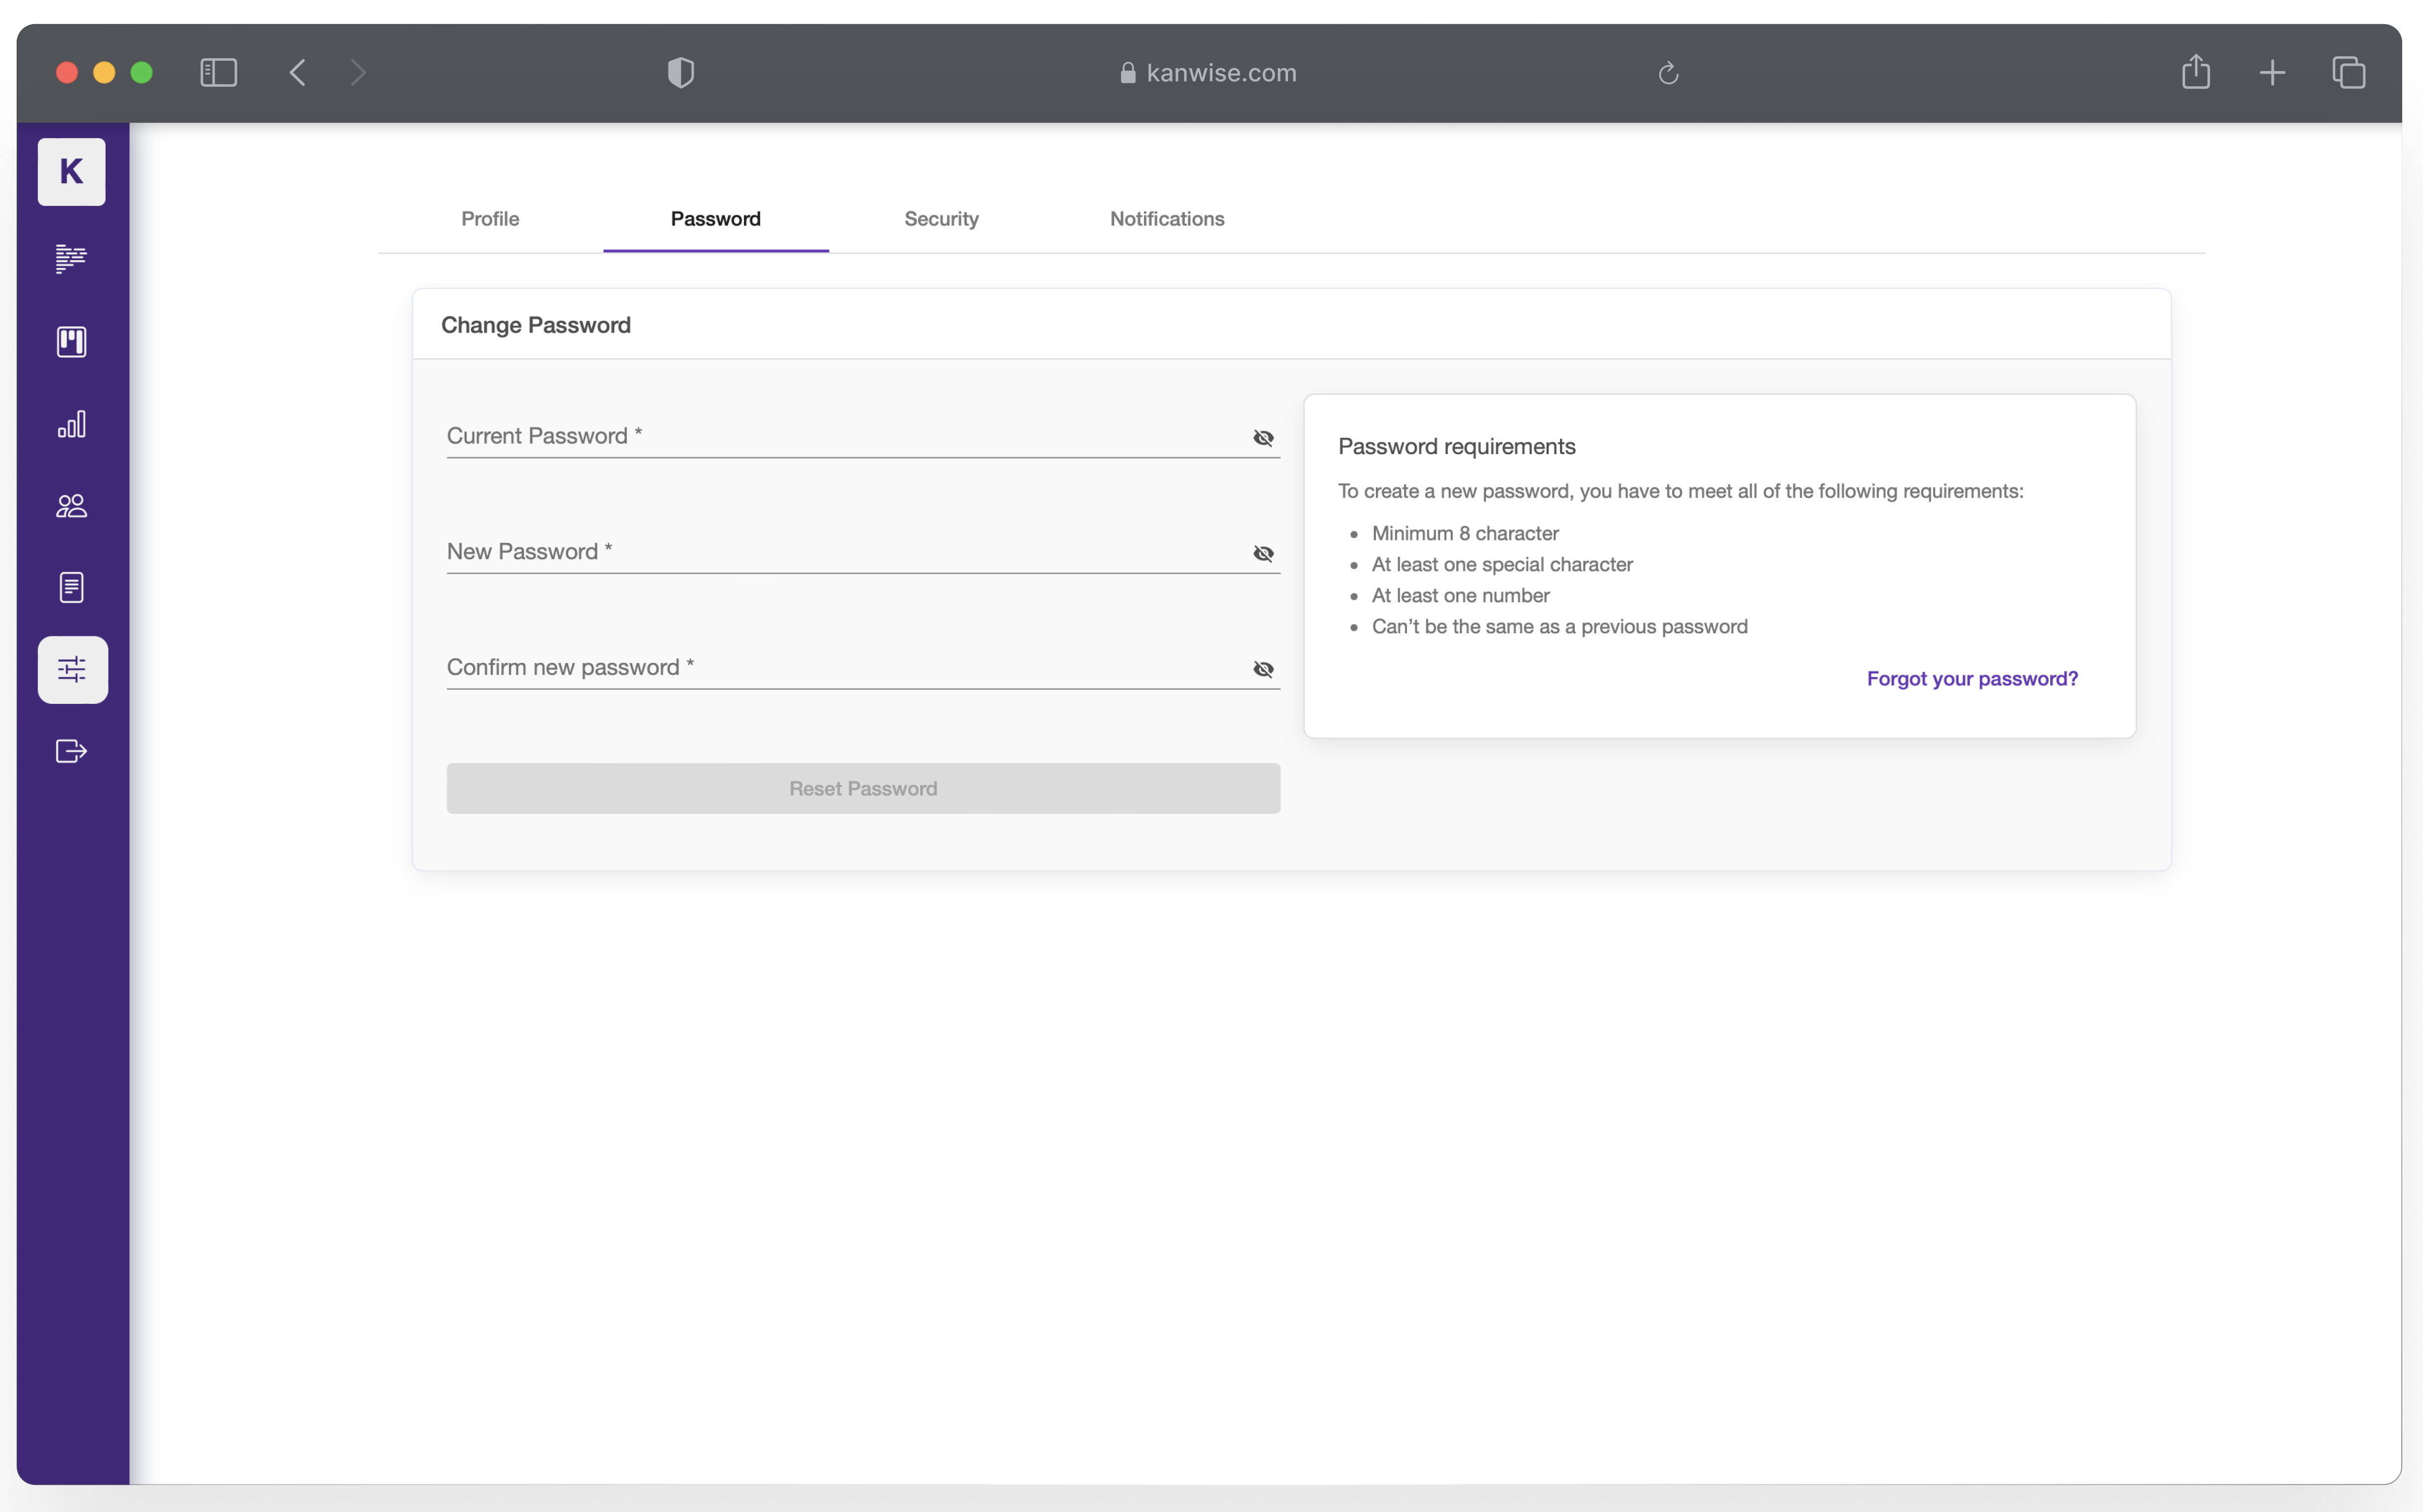 kanwise.com
K
Profile
Password
Security
Notifications
Change Password
Current Password *
New Password *
Confirm new password *
Reset Password
Password requirements
To create a new password, you have to meet all of the following requirements:
Minimum 8 character
At least one special character
At least one number
Can’t be the same as a previous password
Forgot your password?